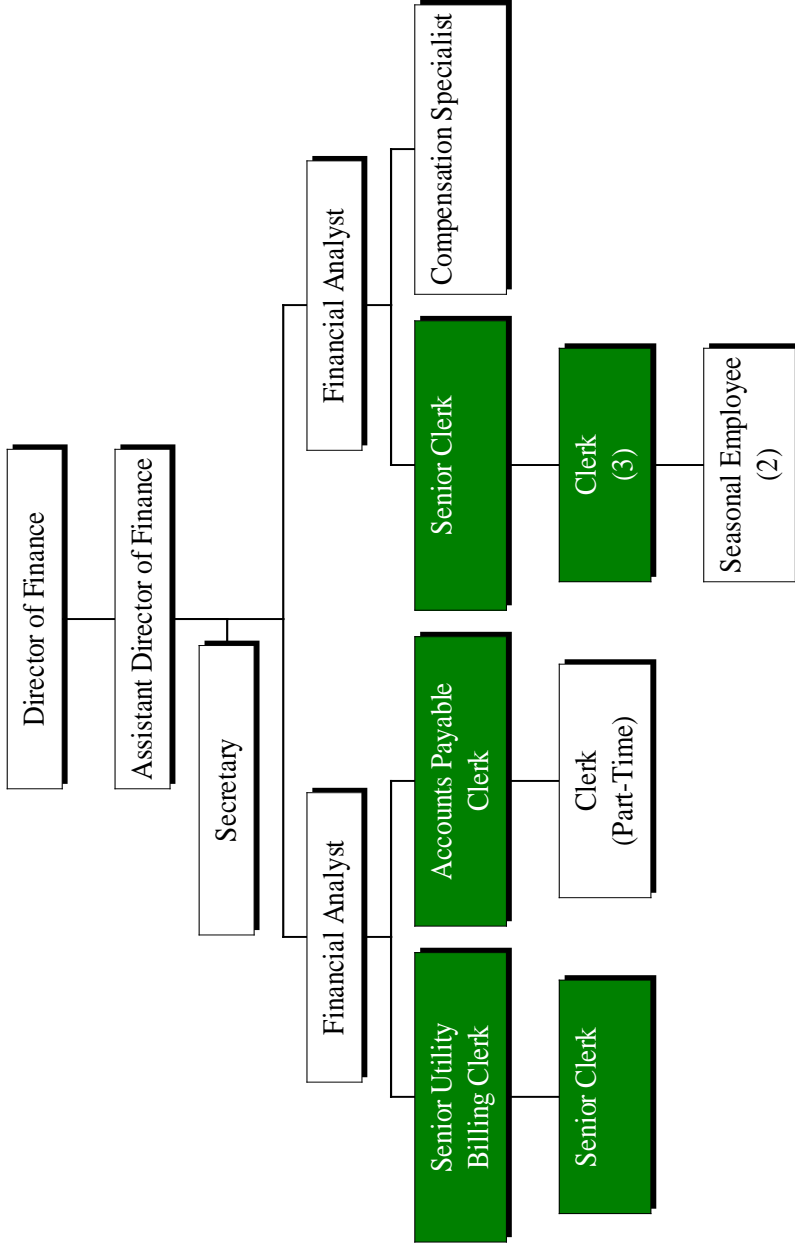 Director of Finance
Assistant Director of Finance
Secretary
Financial Analyst
Financial Analyst
Senior Utility
Billing Clerk
Accounts Payable
Clerk
Senior Clerk
Compensation Specialist
Senior Clerk
Clerk
(Part-Time)
Clerk
(3)
Seasonal Employee
(2)